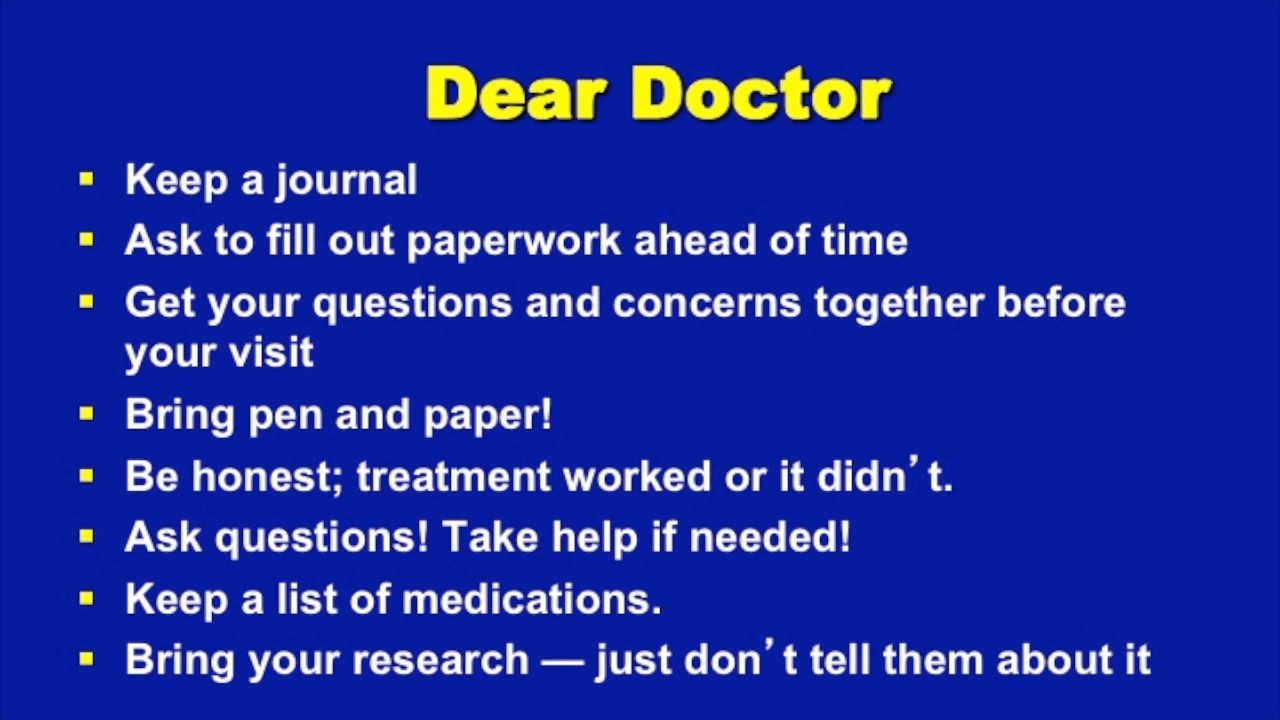 Dear Doctor
▪ Keep a journal
▪ Ask to fill out paperwork ahead of time
▪ Get your questions and concerns together before
your visit
▪ Bring pen and paper!
▪ Be honest; treatment worked or it didn’t.
▪ Ask questions! Take help if needed!
▪ Keep a list of medications.
▪ Bring your research — just don’t tell them about it